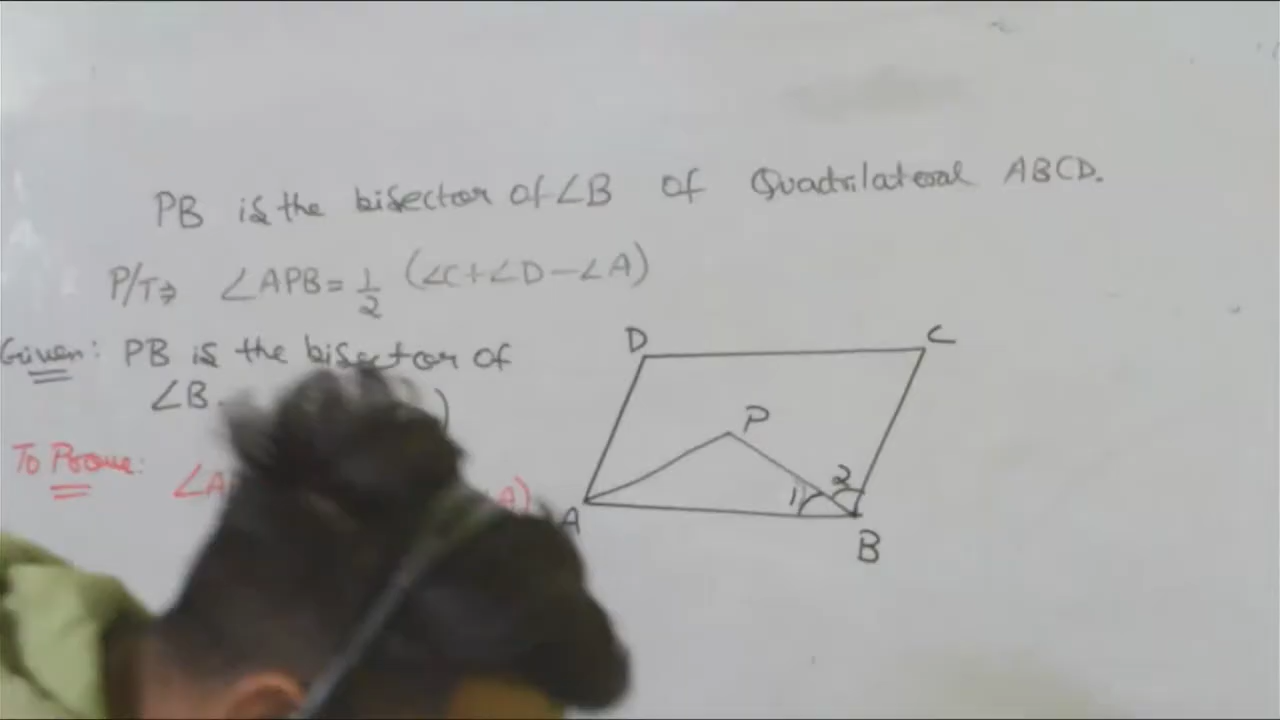 PB is the bisector of ∠B of Quadrilateral ABCD.
P/T⇒ ∠APB = 1/2 (∠C+∠D-∠A)
Given: PB is the bisector of
∠B.
To Prove: ∠A A)
D C
P
1 2
A
B